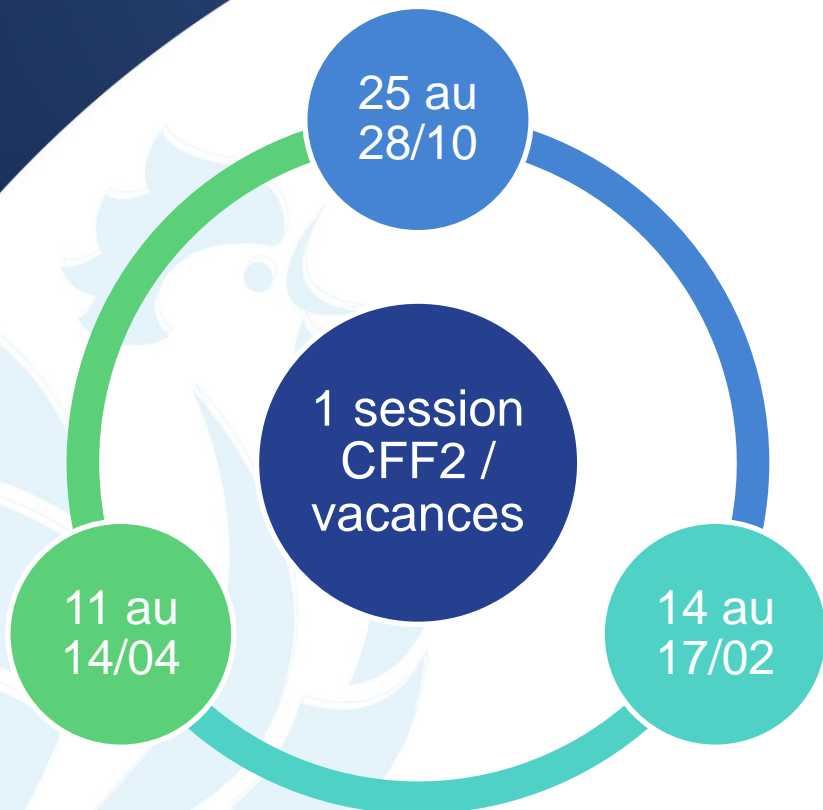 25 au
28/10
1 session
CFF2 /
vacances
11 au
14/04
14 au
17/02